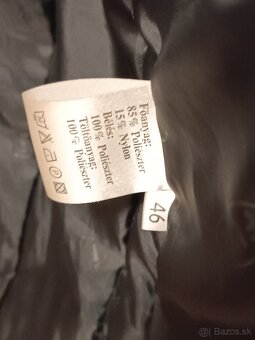 Főanyag:
85% Poliészter
15% Nylon
Bélés:
100% Poliészter
Töltőanyag:
100% Poliészter
46
© Bazos.sk